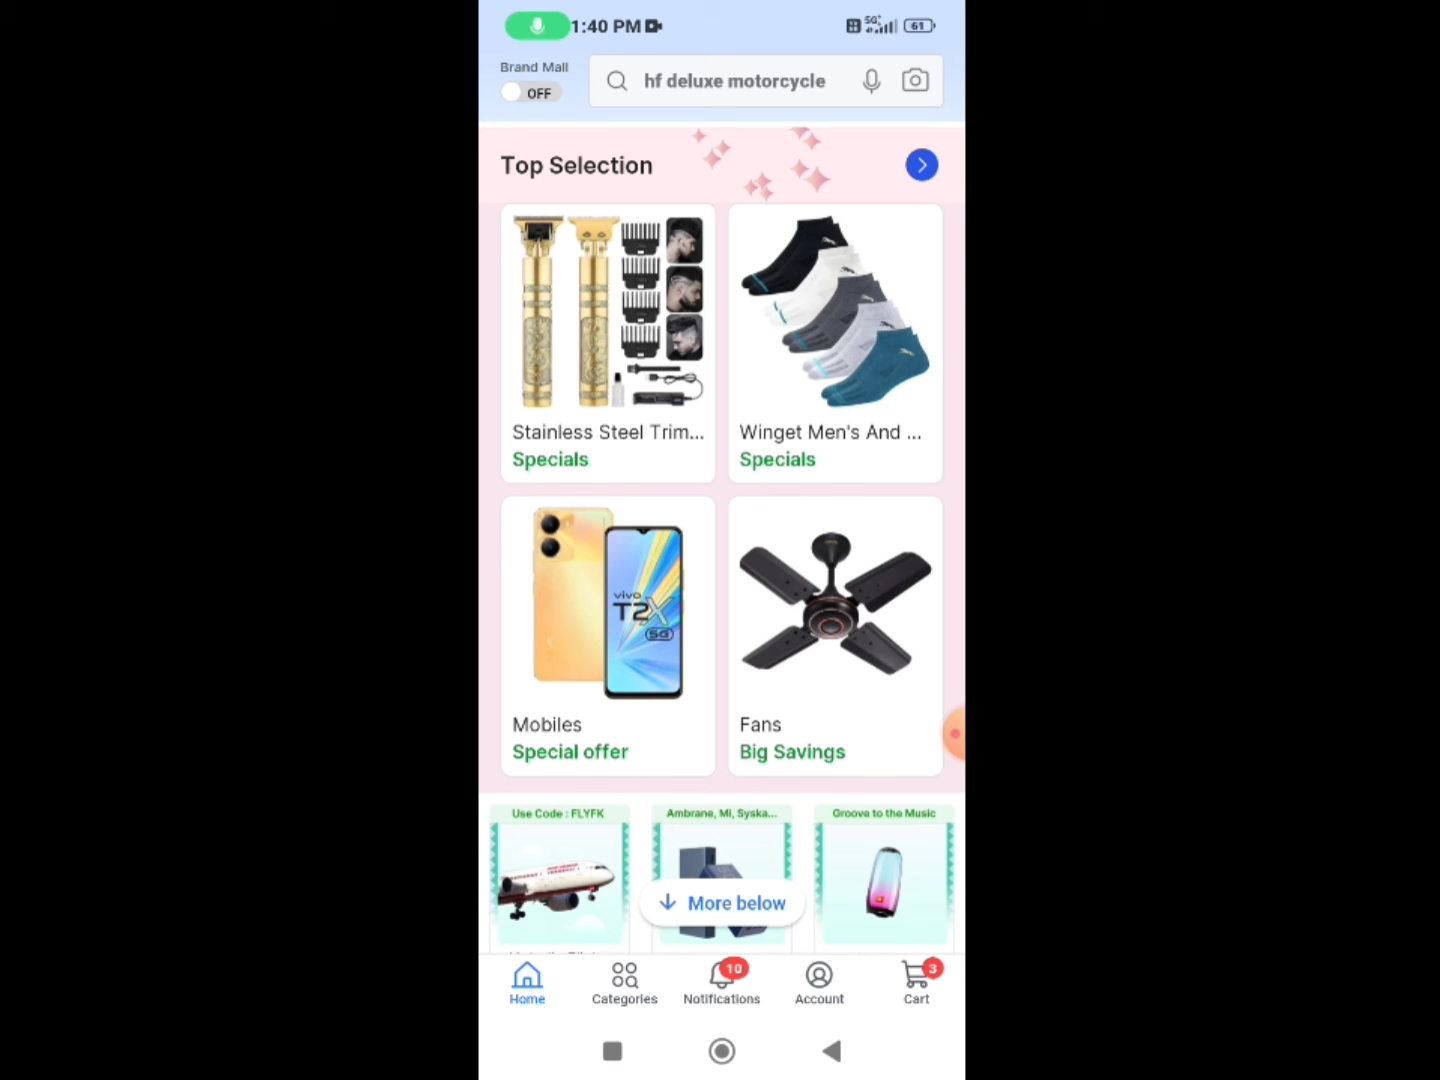 1:40 PM
5G+
61
Brand Mall
OFF
hf deluxe motorcycle
Top Selection
Stainless Steel Trim...
Specials
Winget Men's And ...
Specials
vivo
T2X
5G
Mobiles
Special offer
Fans
Big Savings
Use Code : FLYFK
Ambrane, Mi, Syska...
Groove to the Music
More below
Home
Categories
10
Notifications
Account
3
Cart